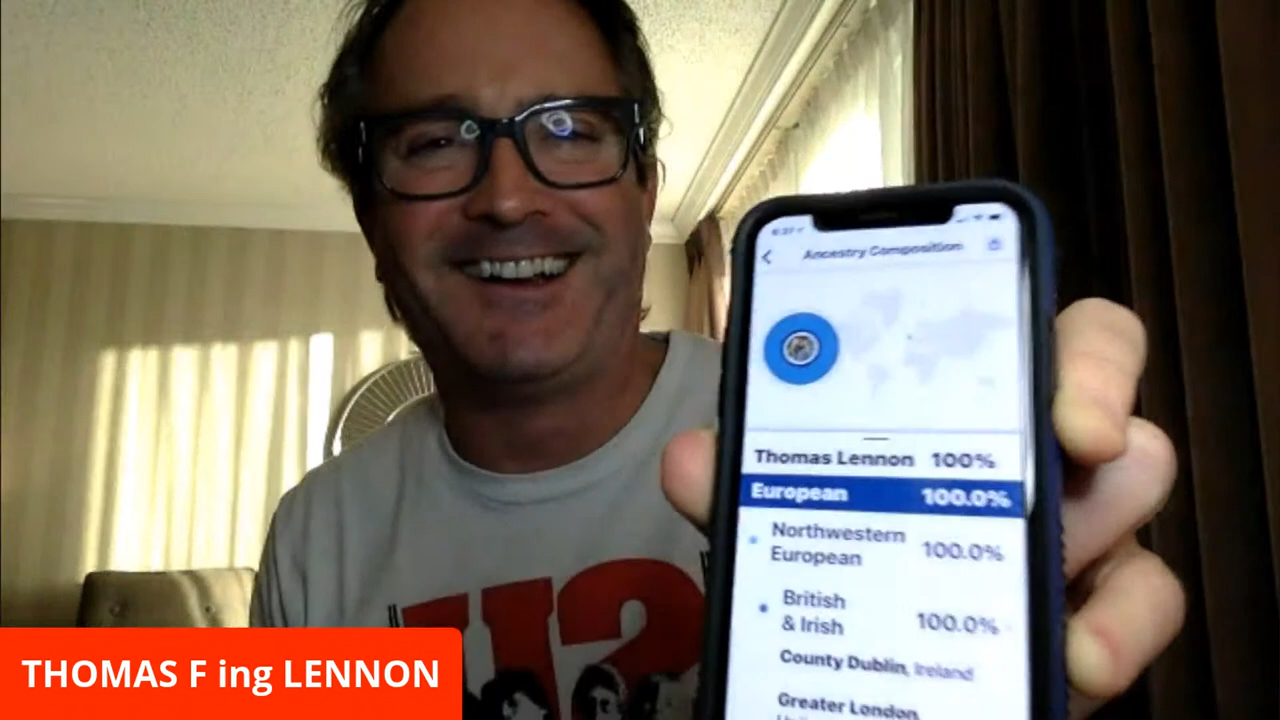 Ancestry Composition
Thomas Lennon 100%
European 100.0%
Northwestern
European 100.0%
British
& Irish 100.0%
County Dublin, Ireland
Greater London,
"U2
THOMAS F ing LENNON